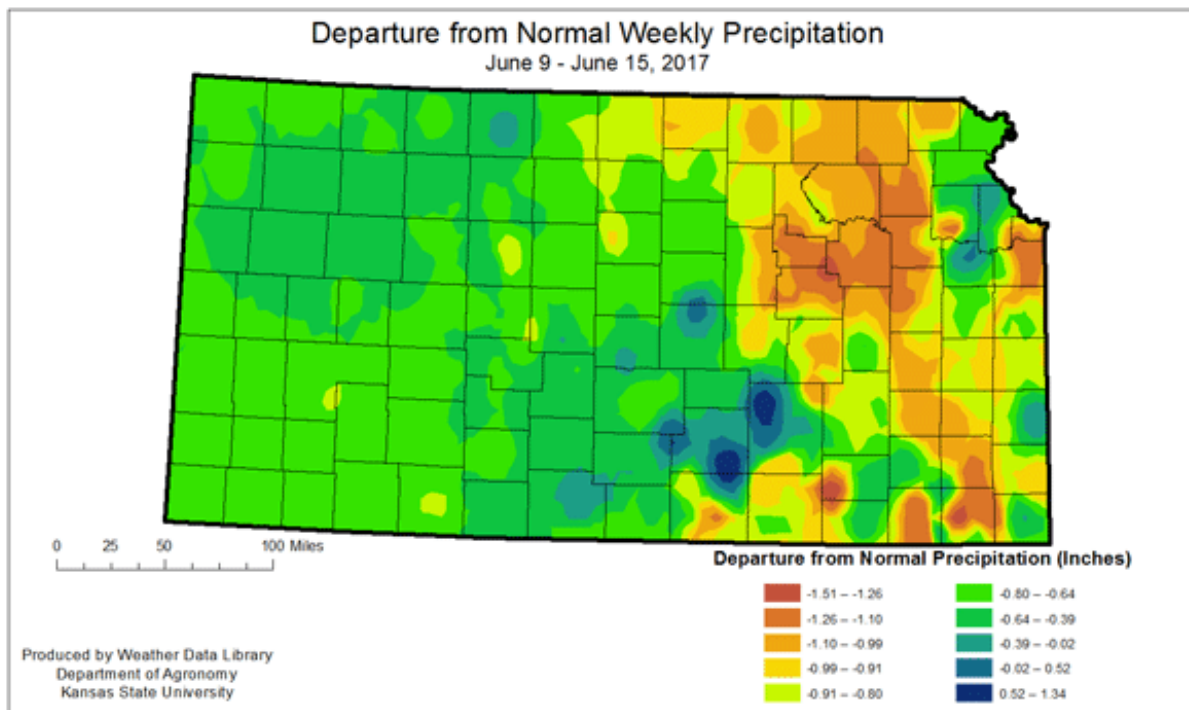 Departure from Normal Weekly Precipitation
June 9 - June 15, 2017
0 25 50 100 Miles
Departure from Normal Precipitation (Inches)
-1.51 – -1.26
-1.26 – -1.10
-1.10 – -0.99
-0.99 – -0.91
-0.91 – -0.80
-0.80 – -0.64
-0.64 – -0.39
-0.39 – -0.02
-0.02 – 0.52
0.52 – 1.34
Produced by Weather Data Library
Department of Agronomy
Kansas State University